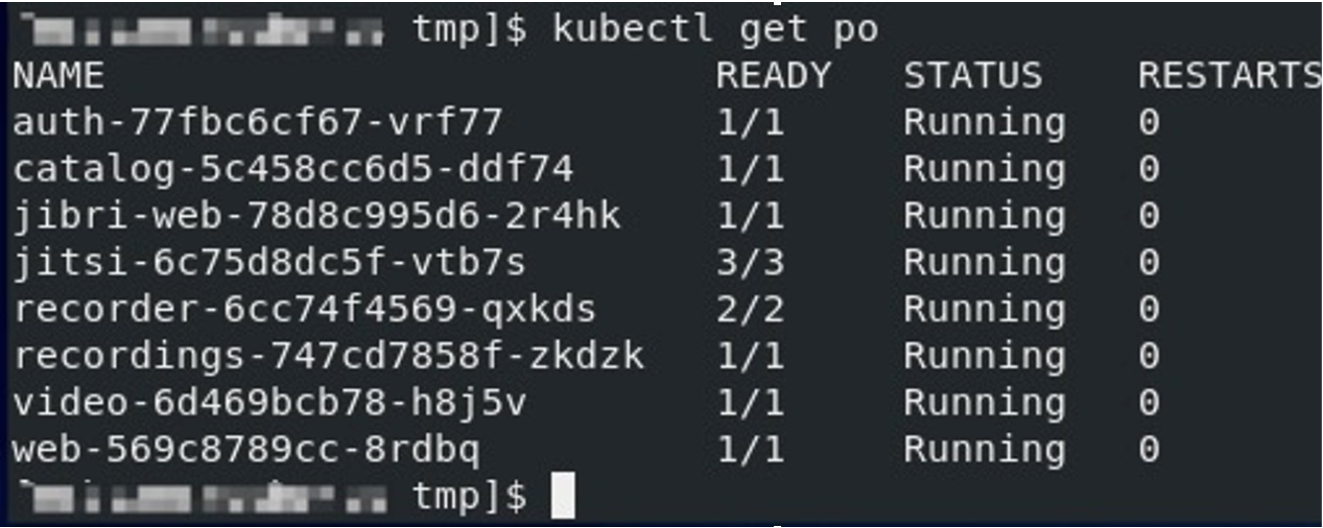 tmp]$ kubectl get po
NAME READY STATUS RESTARTS
auth-77fbc6cf67-vrf77 1/1 Running 0
catalog-5c458cc6d5-ddf74 1/1 Running 0
jibri-web-78d8c995d6-2r4hk 1/1 Running 0
jitsi-6c75d8dc5f-vtb7s 3/3 Running 0
recorder-6cc74f4569-qxkds 2/2 Running 0
recordings-747cd7858f-zkdzk 1/1 Running 0
video-6d469bcb78-h8j5v 1/1 Running 0
web-569c8789cc-8rdbq 1/1 Running 0
tmp]$